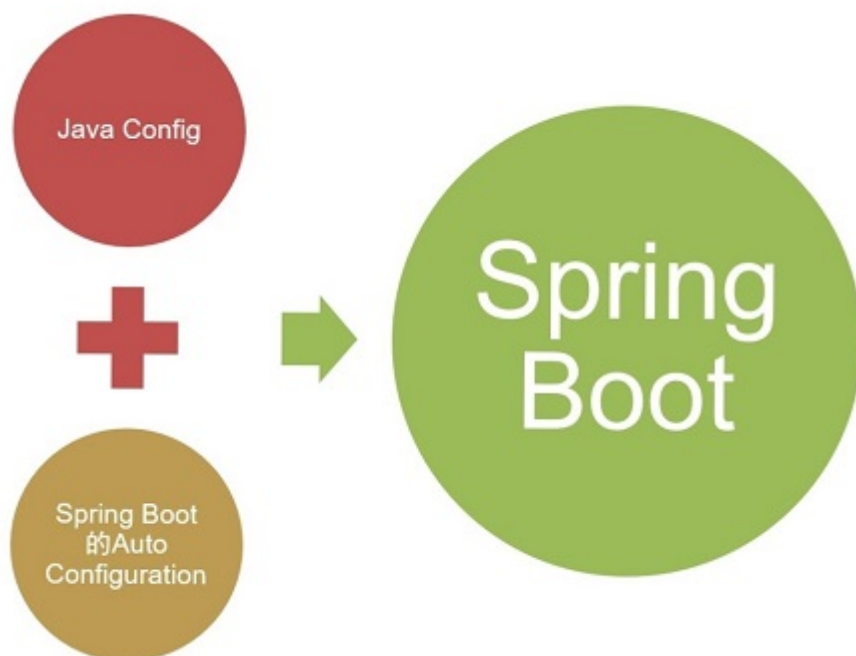 Java Config
Spring Boot
的Auto
Configuration
Spring
Boot